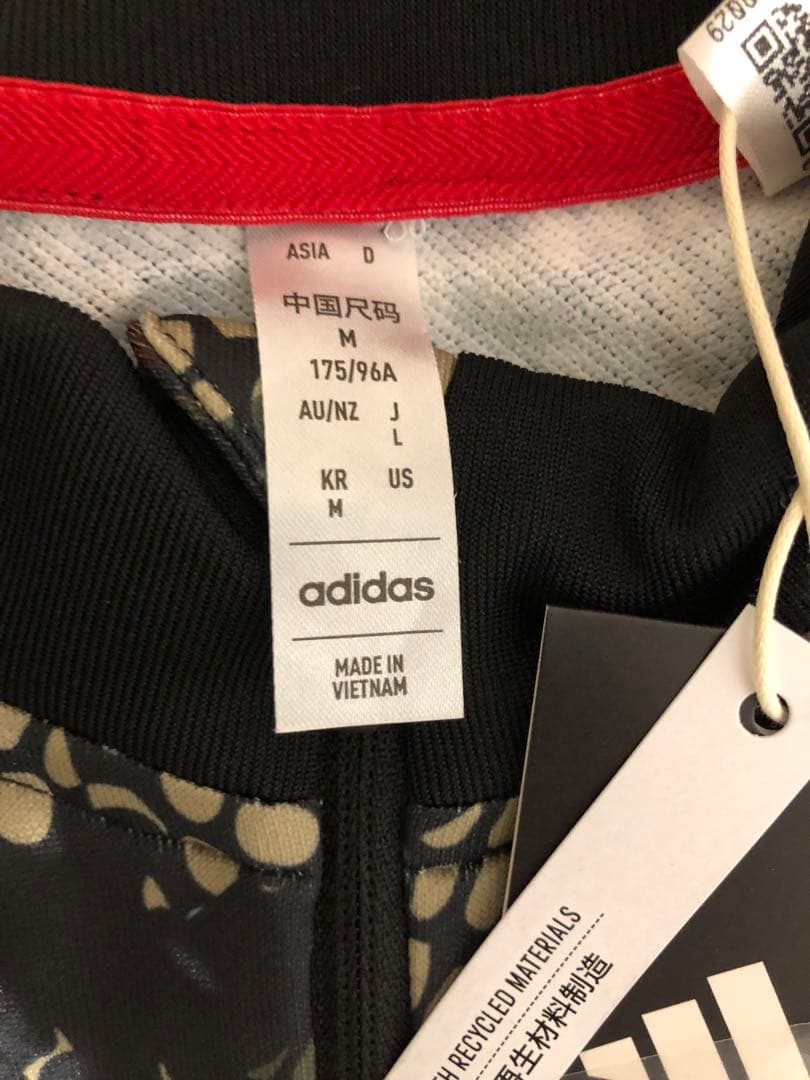 0029
ASIA D
中国尺码
M
175/96A
AU/NZ J
L
KR US
M
adidas
MADE IN
VIETNAM
RECYCLED MATERIALS
再生材料制造